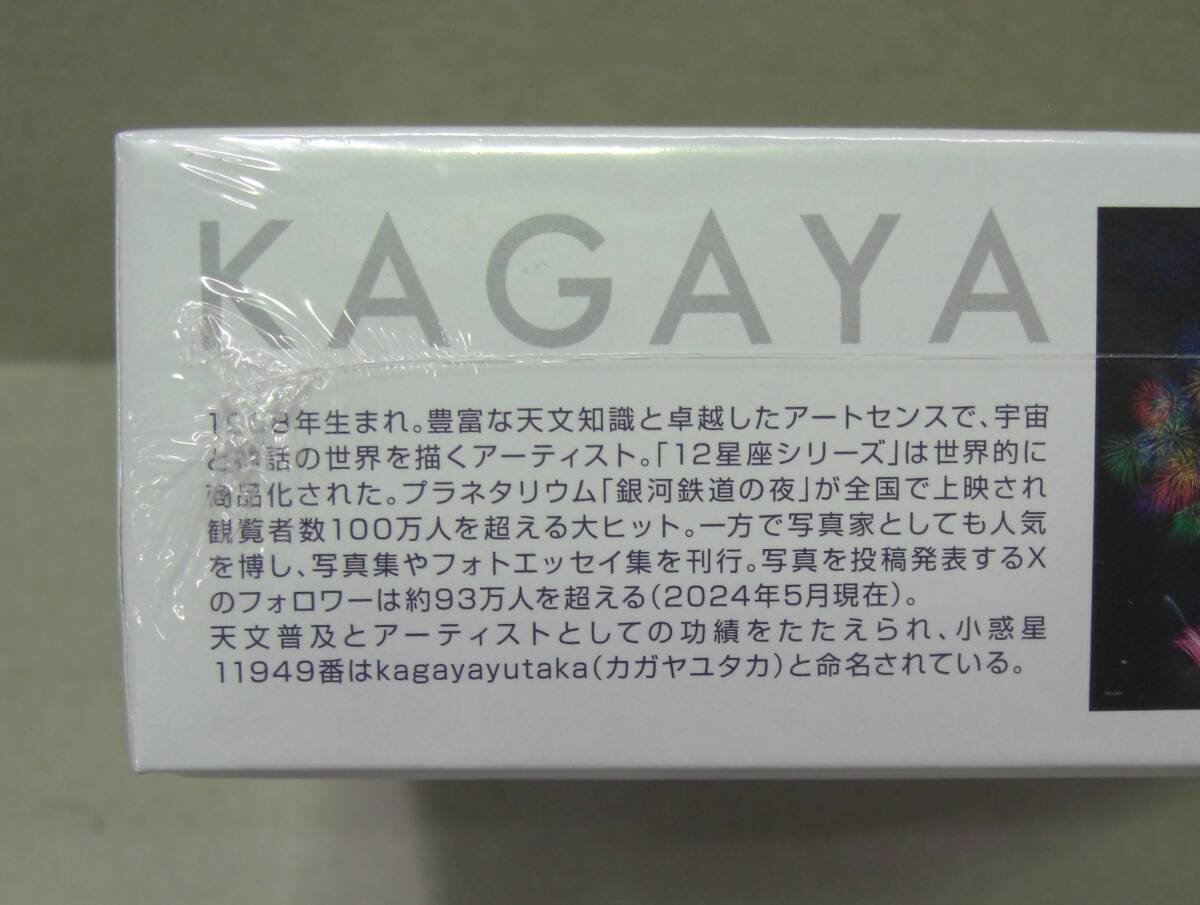 KAGAYA
年生まれ。豊富な天文知識と卓越したアートセンスで、宇宙
と神話の世界を描くアーティスト。「12星座シリーズ」は世界的に
商品化された。プラネタリウム「銀河鉄道の夜」が全国で上映され
観覧者数100万人を超える大ヒット。一方で写真家としても人気
を博し、写真集やフォトエッセイ集を刊行。写真を投稿発表するX
のフォロワーは約93万人を超える(2024年5月現在)。
天文普及とアーティストとしての功績をたたえられ、小惑星
11949番はkagayayutaka(カガヤユタカ)と命名されている。